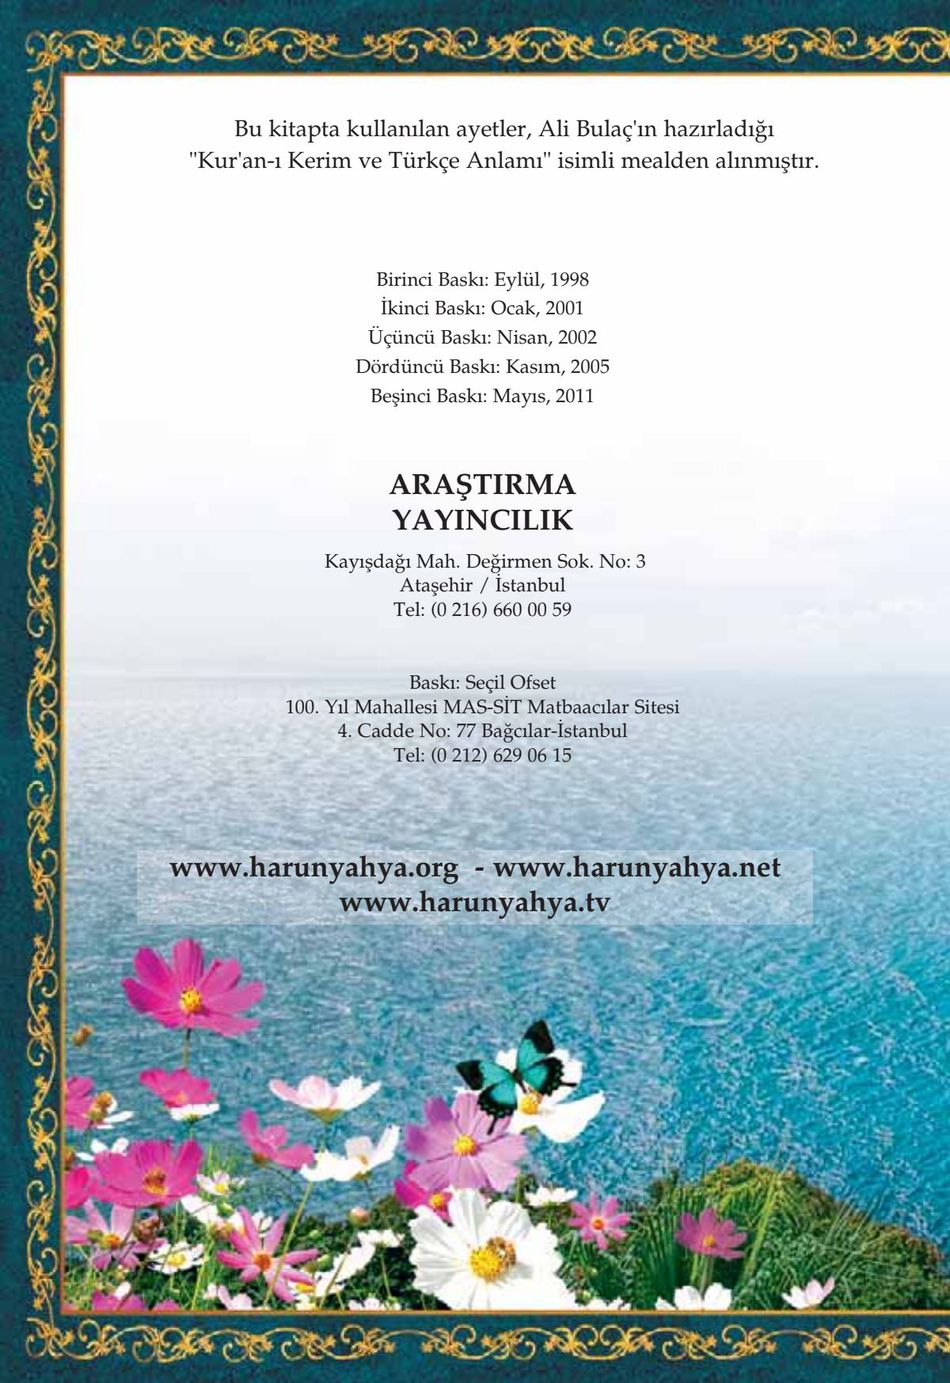 Bu kitapta kullanılan ayetler, Ali Bulaç'ın hazırladığı
"Kur'an-ı Kerim ve Türkçe Anlamı" isimli mealden alınmıştır.
Birinci Baskı: Eylül, 1998
İkinci Baskı: Ocak, 2001
Üçüncü Baskı: Nisan, 2002
Dördüncü Baskı: Kasım, 2005
Beşinci Baskı: Mayıs, 2011
ARAŞTIRMA
YAYINCILIK
Kayışdağı Mah. Değirmen Sok. No: 3
Ataşehir / İstanbul
Tel: (0 216) 660 00 59
Baskı: Seçil Ofset
100. Yıl Mahallesi MAS-SİT Matbaacılar Sitesi
4. Cadde No: 77 Bağcılar-İstanbul
Tel: (0 212) 629 06 15
www.harunyahya.org - www.harunyahya.net
www.harunyahya.tv